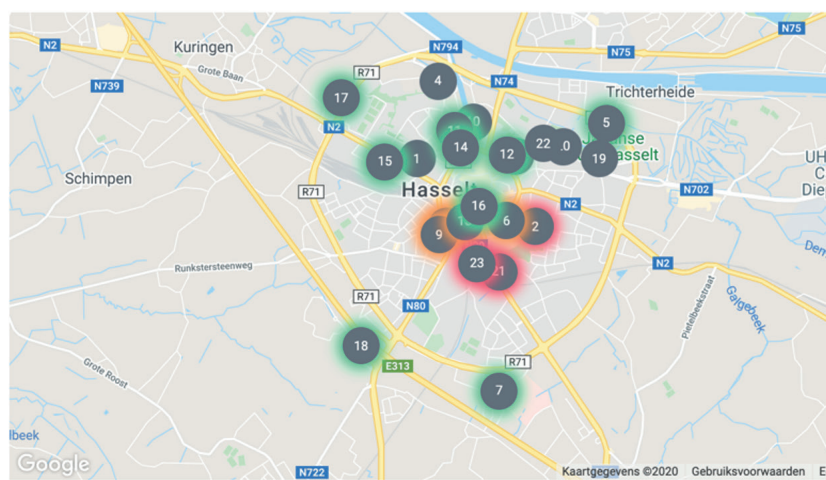 N75
N2
Kuringen
N794
N75
Grote Baan
R71
N74
N739
4
Trichterheide
17
N2
5
14
22
12
15
1
19
Schimpen
R71
Hasselt
N702
16
N2
6
2
9
23
21
N2
Runkstersteenweg
R71
N80
Pietelbeekstraat
Galgebeek
18
E313
R71
Grote Roost
7
Google
N722
Kaartgegevens ©2020 Gebruiksvoorwaarden